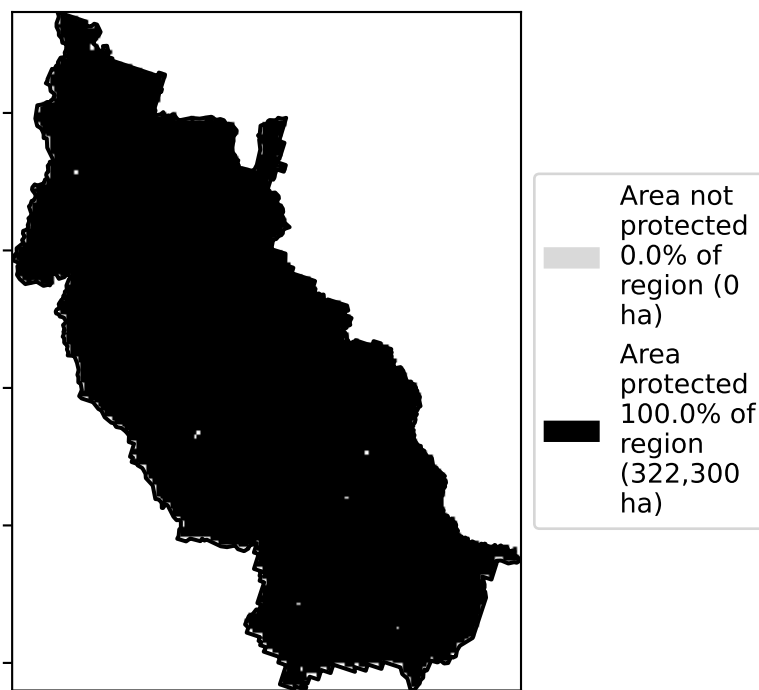 Area not
protected
0.0% of
region (0
ha)
Area
protected
100.0% of
region
(322,300
ha)